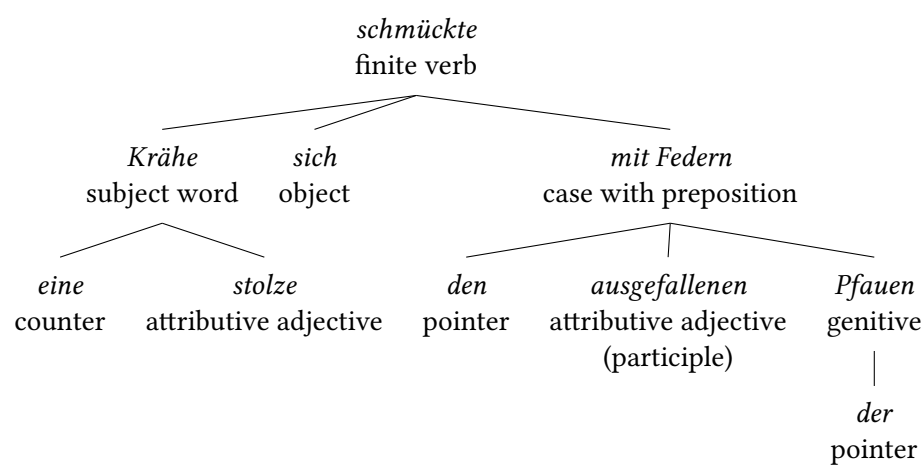 schmückte
finite verb
Krähe sich mit Federn
subject word object case with preposition
eine stolze den ausgefallenen Pfauen
counter attributive adjective pointer attributive adjective genitive
(participle)
der
pointer